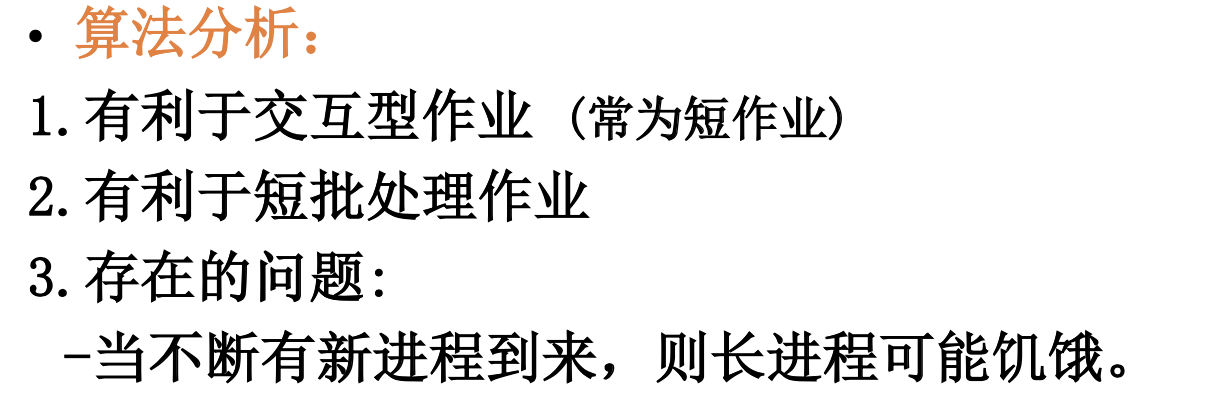 • 算法分析：
1.有利于交互型作业 (常为短作业)
2.有利于短批处理作业
3.存在的问题:
-当不断有新进程到来，则长进程可能饥饿。